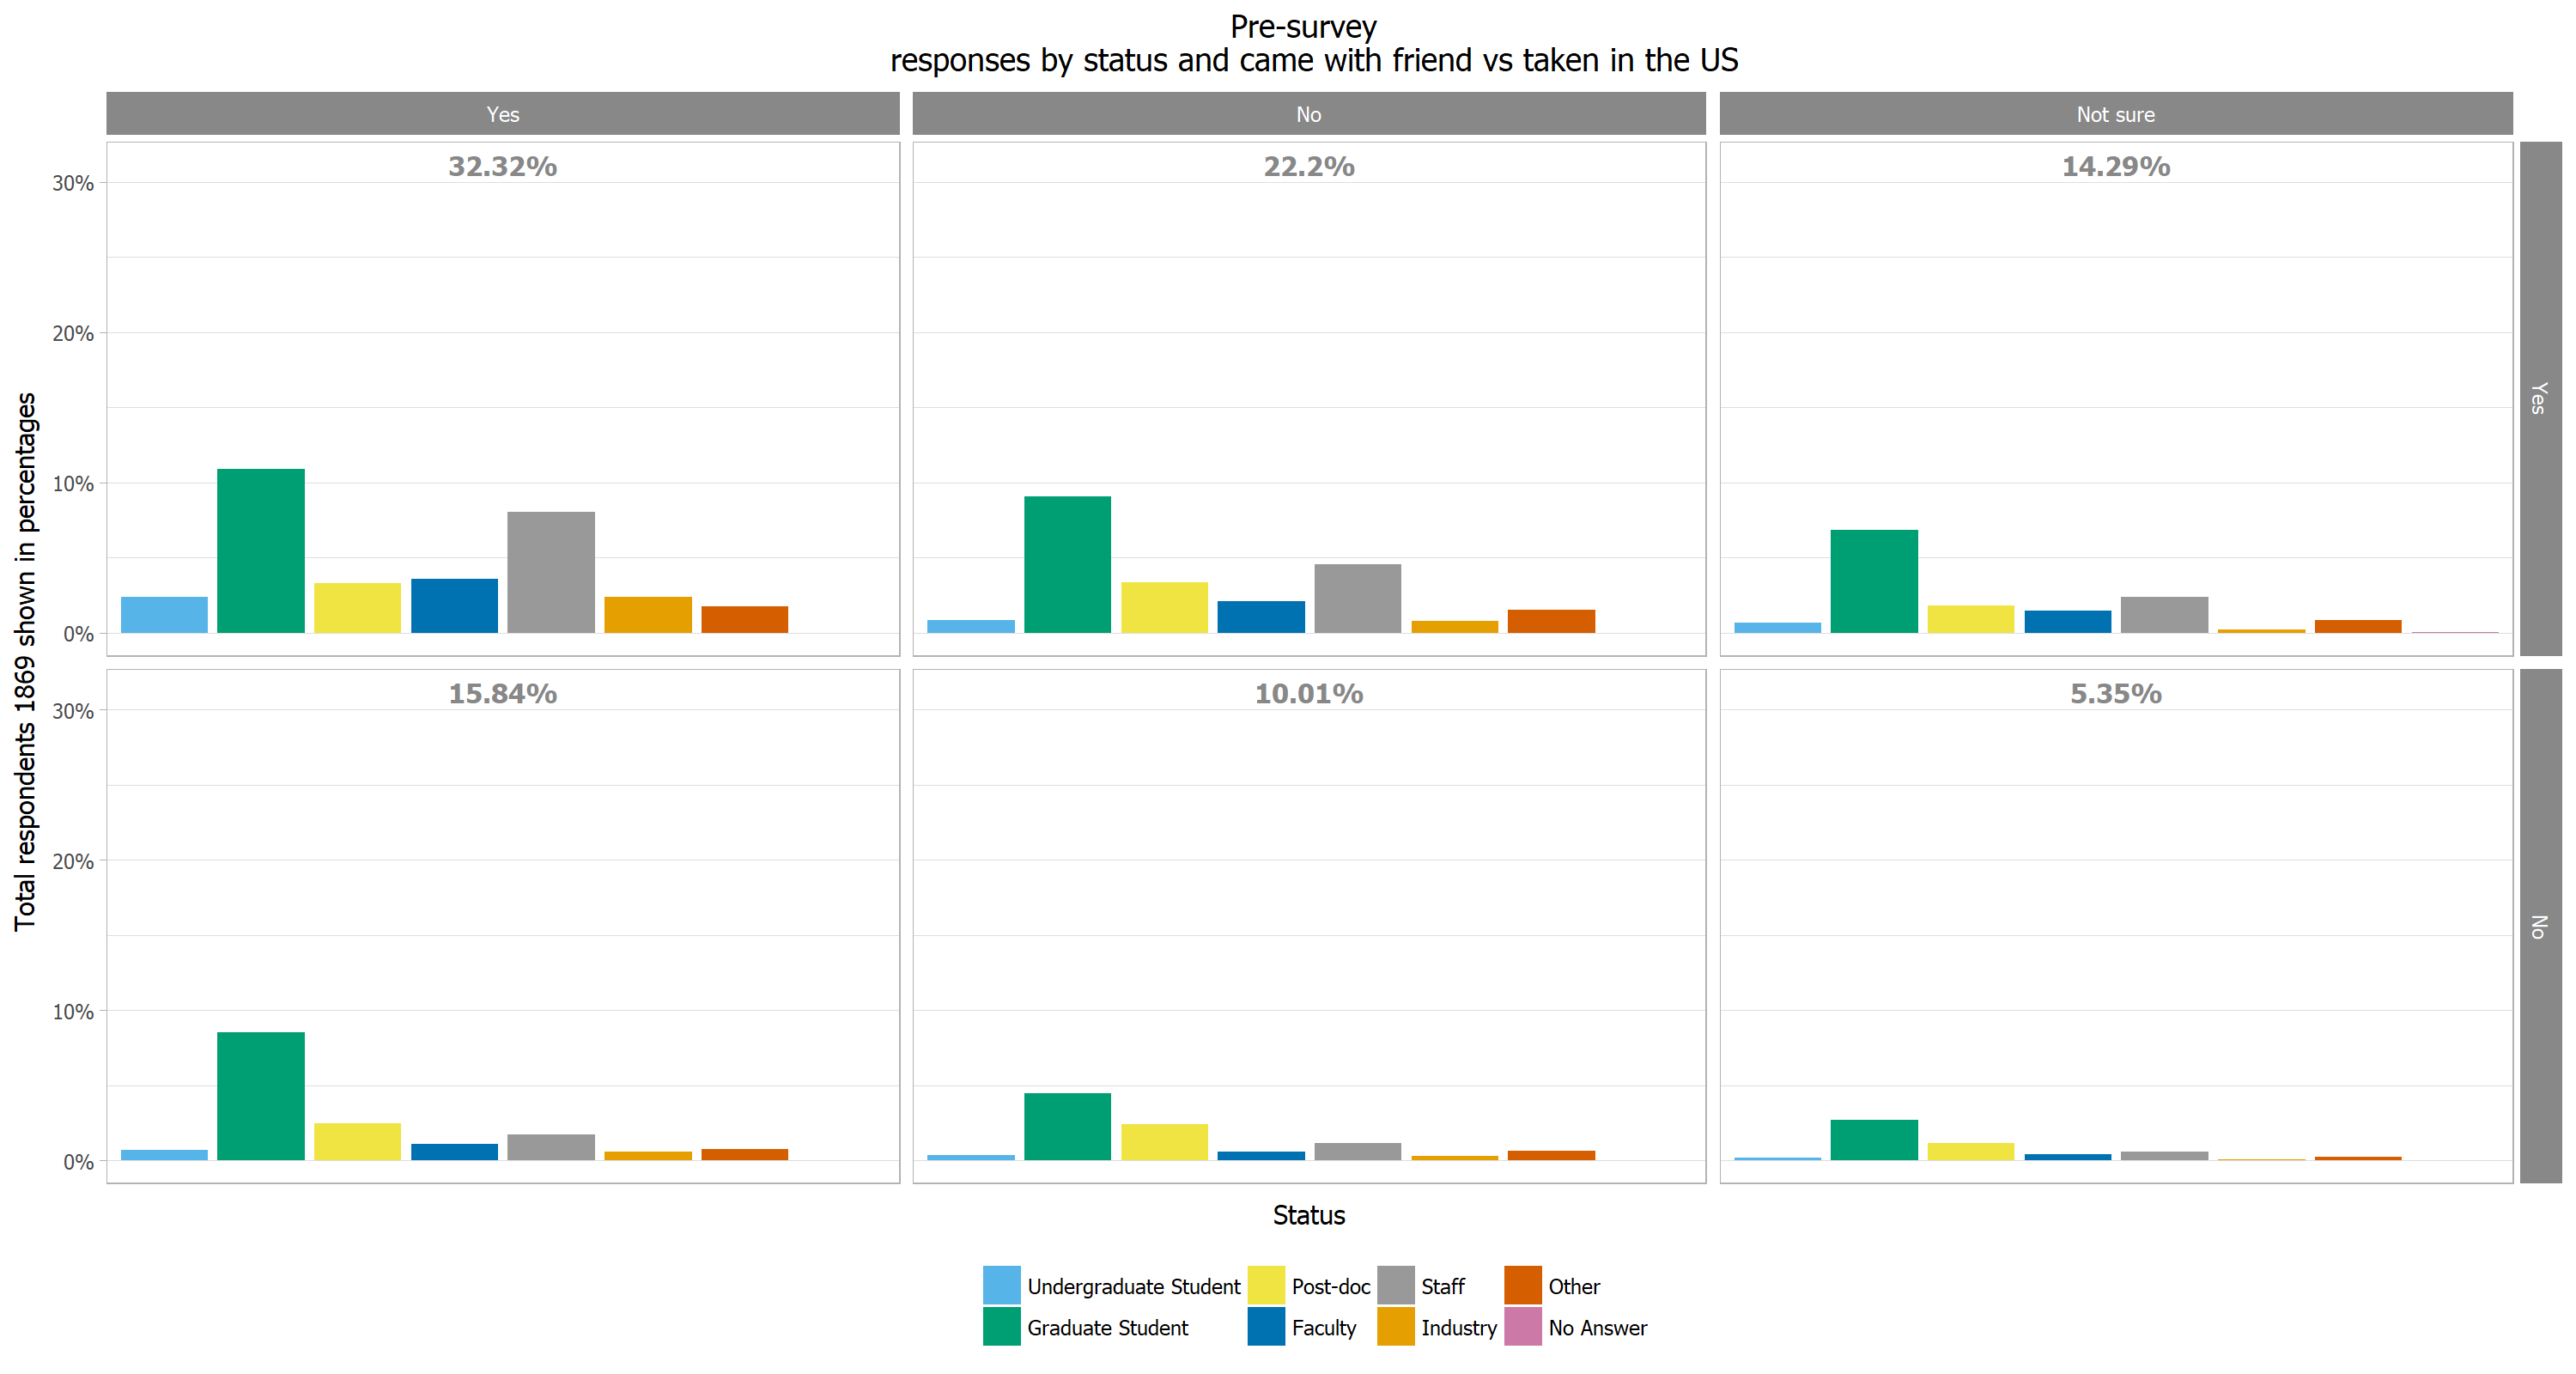 Pre-survey
responses by status and came with friend vs taken in the US
Yes
No
Not sure
32.32%
22.2%
14.29%
30%
20%
10%
0%
Yes
15.84%
10.01%
5.35%
30%
20%
10%
0%
No
Total respondents 1869 shown in percentages
Status
Undergraduate Student
Post-doc
Staff
Other
Graduate Student
Faculty
Industry
No Answer